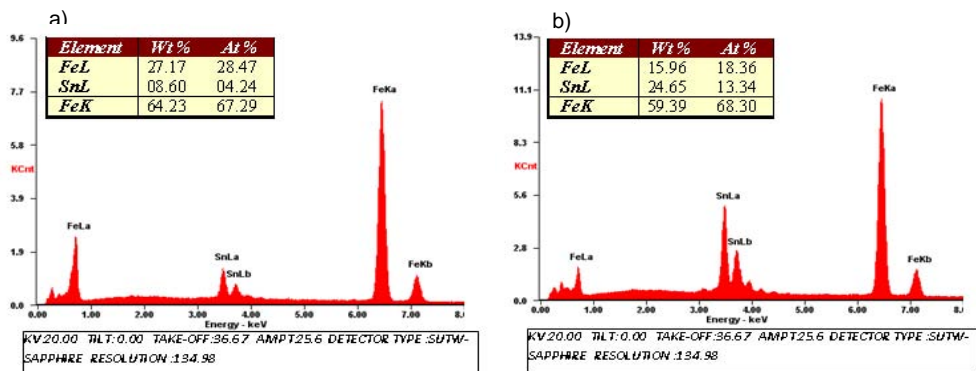 a)
Element Wt % At %
FeL 27.17 28.47
SnL 08.60 04.24
FeK 64.23 67.29
9.6
7.7
5.8
KCnt
3.9
1.9
0.0
FeLa
SnLa
SnLb
FeKa
FeKb
0.00 1.00 2.00 3.00 4.00 5.00 6.00 7.00 8.0
Energy - keV
KV:20.00 TILT:0.00 TAKE-OFF:36.67 AMPT:25.6 DETECTOR TYPE :SUTW-
SAPPHIRE RESOLUTION :134.98
b)
Element Wt % At %
FeL 15.96 18.36
SnL 24.65 13.34
FeK 59.39 68.30
13.9
11.1
8.3
KCnt
5.6
2.8
0.0
FeLa
SnLa
SnLb
FeKa
FeKb
0.00 1.00 2.00 3.00 4.00 5.00 6.00 7.00 8.
Energy - keV
KV:20.00 TILT:0.00 TAKE-OFF:36.67 AMPT:25.6 DETECTOR TYPE :SUTW-
SAPPHIRE RESOLUTION :134.98